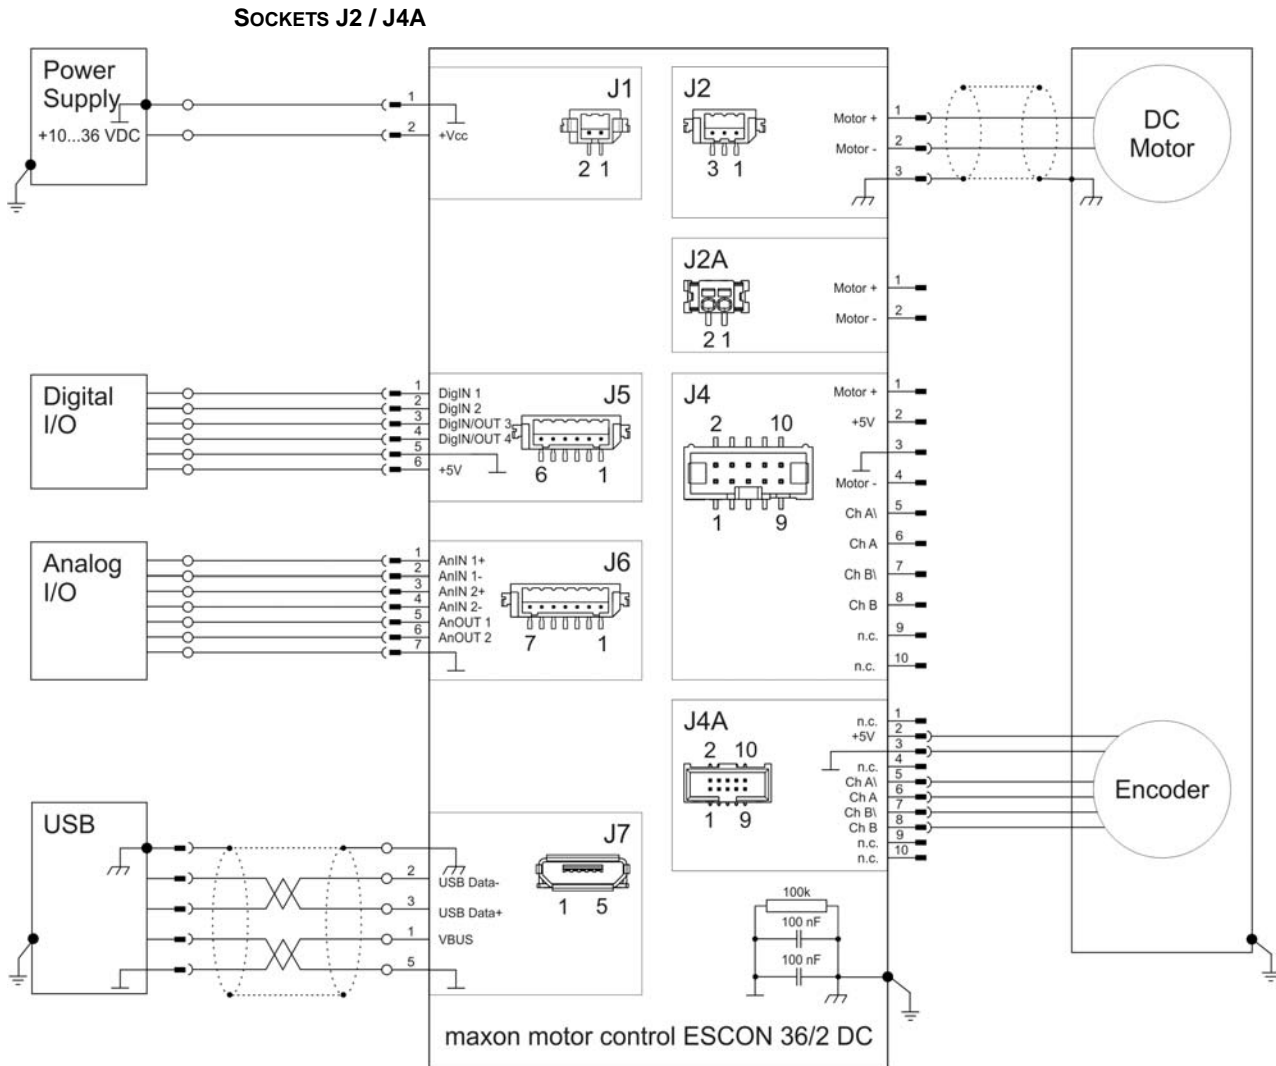 SOCKETS J2 / J4A
Power
Supply
+10...36 VDC
1
2
+Vcc
J1
2 1
J2
3 1
Motor +
Motor -
1
2
3
DC
Motor
J2A
2 1
Motor +
Motor -
1
2
Digital
I/O
1
2
3
4
5
6
DigIN 1
DigIN 2
DigIN/OUT 3
DigIN/OUT 4
+5V
J5
6 1
J4
2 10
1 9
Motor +
+5V
Motor -
Ch A\
Ch A
Ch B\
Ch B
n.c.
n.c.
1
2
3
4
5
6
7
8
9
10
Analog
I/O
1
2
3
4
5
6
7
AnIN 1+
AnIN 1-
AnIN 2+
AnIN 2-
AnOUT 1
AnOUT 2
J6
7 1
J4A
2 10
1 9
n.c.
+5V
n.c.
Ch A\
Ch A
Ch B\
Ch B
n.c.
n.c.
1
2
3
4
5
6
7
8
9
10
Encoder
USB
2
3
1
5
USB Data-
USB Data+
VBUS
J7
1 5
100k
100 nF
100 nF
maxon motor control ESCON 36/2 DC